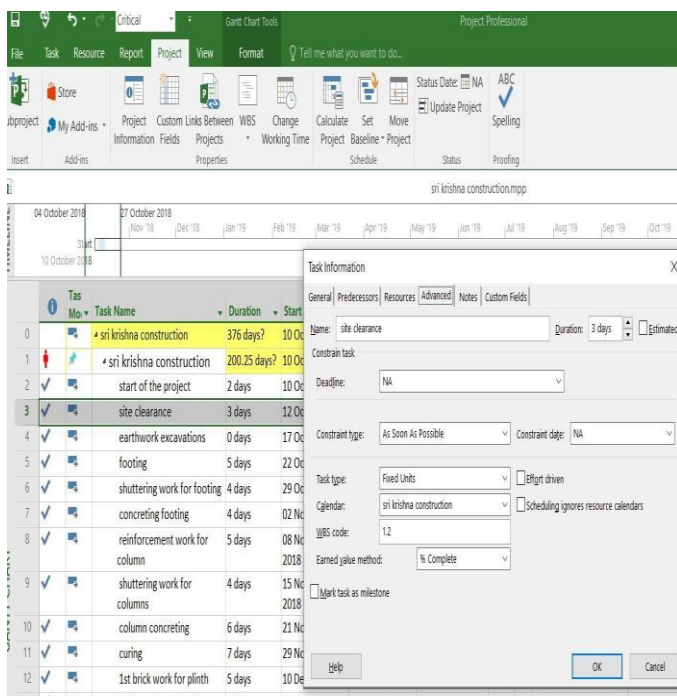 Critical
Gantt Chart Tools
Project Professional
File Task Resource Report Project View Format Tell me what you want to do...
Subproject
Store
My Add-ins
Project Information
Custom Fields
Links Between Projects
WBS
Change Working Time
Calculate Project
Set Baseline
Move Project
Status Date: NA
Update Project
ABC
Spelling
Insert Add-ins Properties Schedule Status Proofing
sri krishna construction.mpp
04 October 2018 27 October 2018
Nov '18 Dec '18 Jan '19 Feb '19 Mar '19 Apr '19 May '19 Jun '19 Jul '19 Aug '19 Sep '19 Oct '19
Start
10 October 2018
TIMELINE
Tas Mo Task Name Duration Start
0 sri krishna construction 376 days? 10 Oc
1 sri krishna construction 200.25 days? 10 Oc
2 start of the project 2 days 10 Oc
3 site clearance 3 days 12 Oc
4 earthwork excavations 0 days 17 Oc
5 footing 5 days 22 Oc
6 shuttering work for footing 4 days 29 Oc
7 concreting footing 4 days 02 No
8 reinforcement work for 5 days 08 No
column 2018
9 shuttering work for 4 days 15 No
columns 2018
10 column concreting 6 days 21 No
11 curing 7 days 29 No
12 1st brick work for plinth 5 days 10 De
GANTT CHART
Task Information X
General Predecessors Resources Advanced Notes Custom Fields
Name: site clearance Duration: 3 days Estimated
Constrain task
Deadline: NA
Constraint type: As Soon As Possible Constraint date: NA
Task type: Fixed Units Effort driven
Calendar: sri krishna construction Scheduling ignores resource calendars
WBS code: 1.2
Earned value method: % Complete
Mark task as milestone
Help OK Cancel